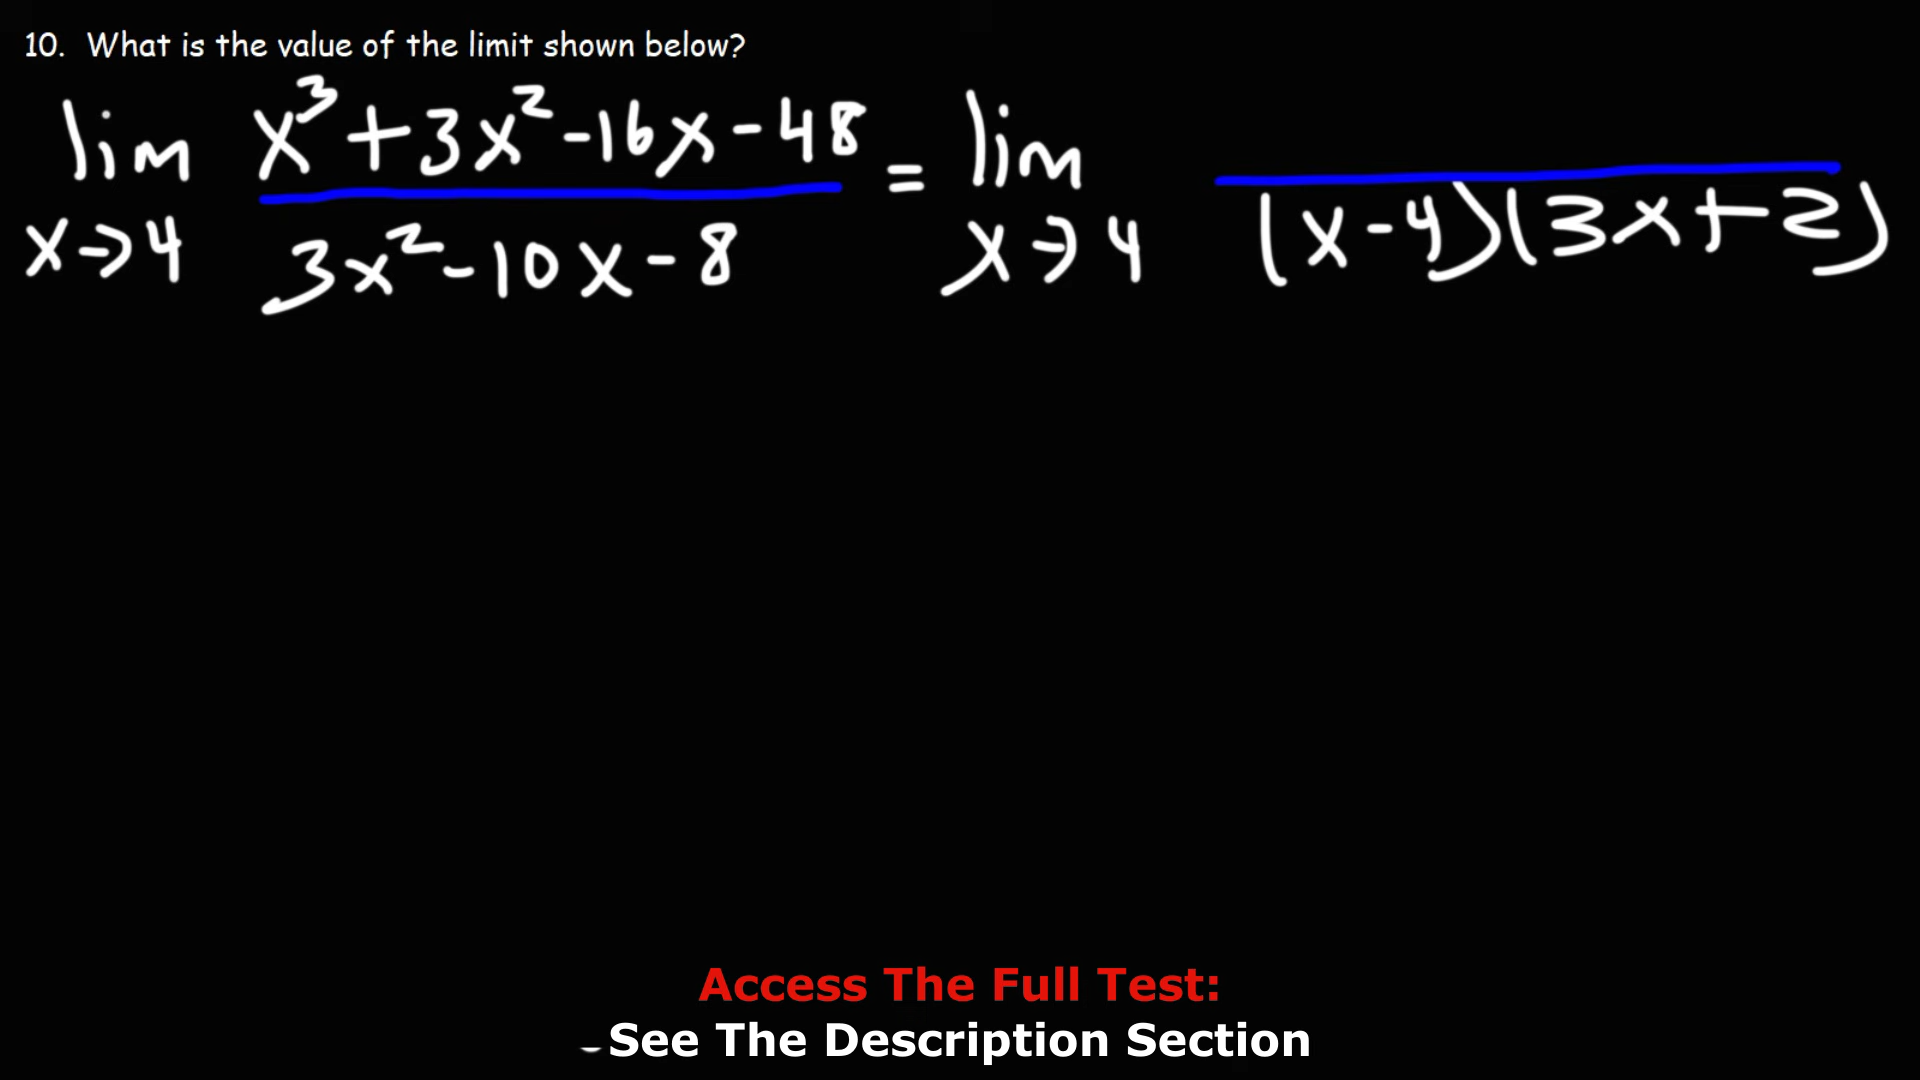 10. What is the value of the limit shown below?
lim x→4 (x³+3x²-16x-48)/(3x²-10x-8) = lim x→4 /((x-4)(3x+2))
Access The Full Test:
-See The Description Section